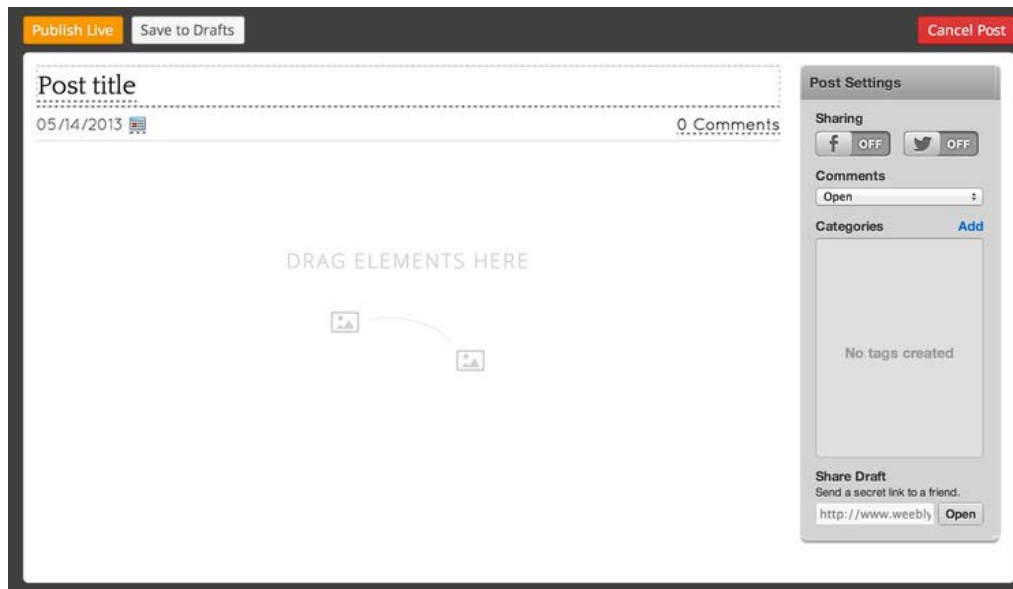 Publish Live Save to Drafts Cancel Post
Post title
05/14/2013 0 Comments
DRAG ELEMENTS HERE
Post Settings
Sharing
f OFF OFF
Comments
Open
Categories Add
No tags created
Share Draft
Send a secret link to a friend.
http://www.weebly Open